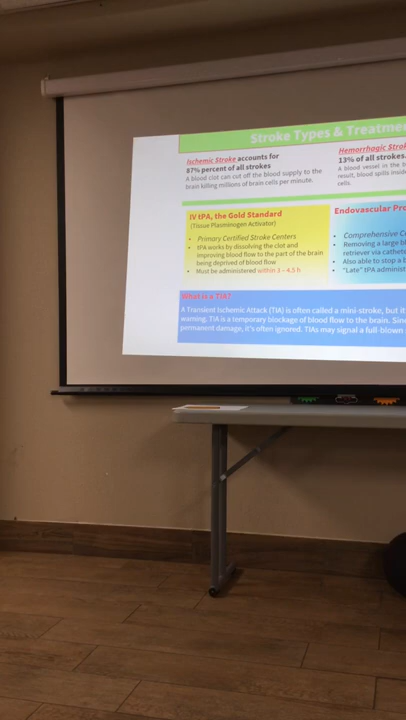 Stroke Types & Treatme
Ischemic Stroke accounts for
87% percent of all strokes
A blood clot can cut off the blood supply to the
brain killing millions of brain cells per minute.
Hemorrhagic Strok
13% of all strokes.
A blood vessel in the b
result, blood spills insid
cells.
IV tPA, the Gold Standard
(Tissue Plasminogen Activator)
• Primary Certified Stroke Centers
• tPA works by dissolving the clot and
improving blood flow to the part of the brain
being deprived of blood flow
• Must be administered within 3 – 4.5 h
Endovascular Pro
• Comprehensive C
• Removing a large bl
retriever via cathete
• Also able to stop a b
• "Late" tPA administ
What is a TIA?
A Transient Ischemic Attack (TIA) is often called a mini-stroke, but it
warning. TIA is a temporary blockage of blood flow to the brain. Sinc
permanent damage, it's often ignored. TIAs may signal a full-blown